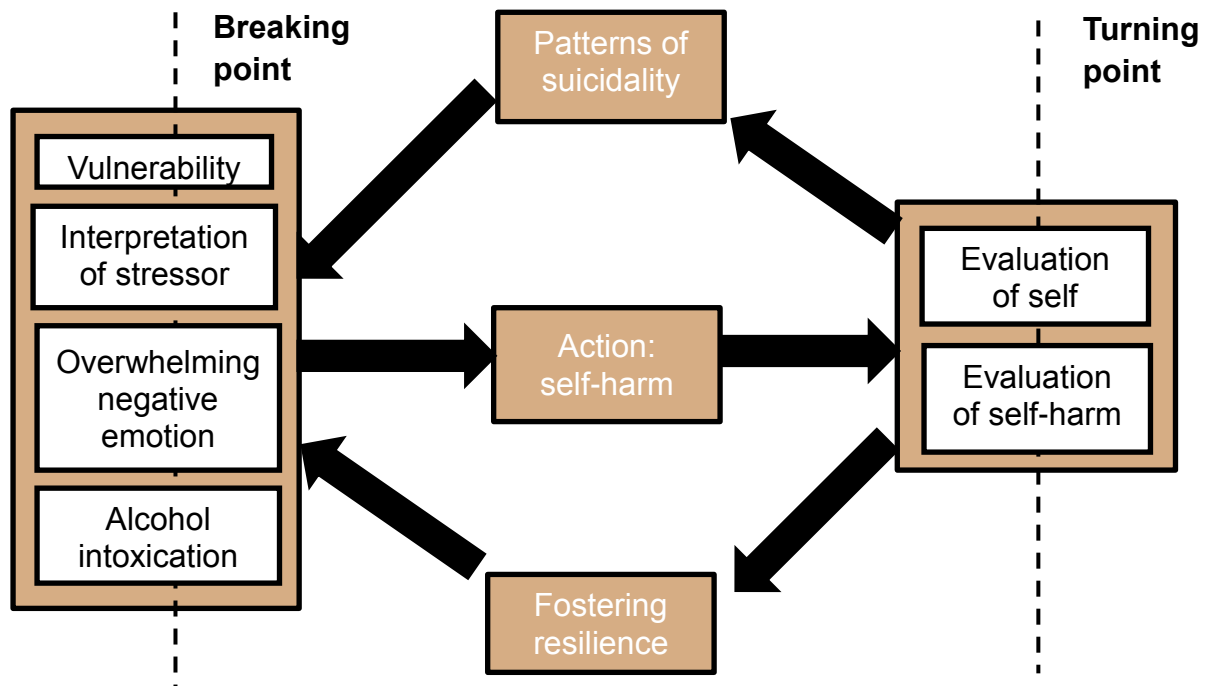 Breaking
point
Patterns of
suicidality
Turning
point
Vulnerability
Interpretation
of stressor
Overwhelming
negative
emotion
Alcohol
intoxication
Action:
self-harm
Evaluation
of self
Evaluation
of self-harm
Fostering
resilience